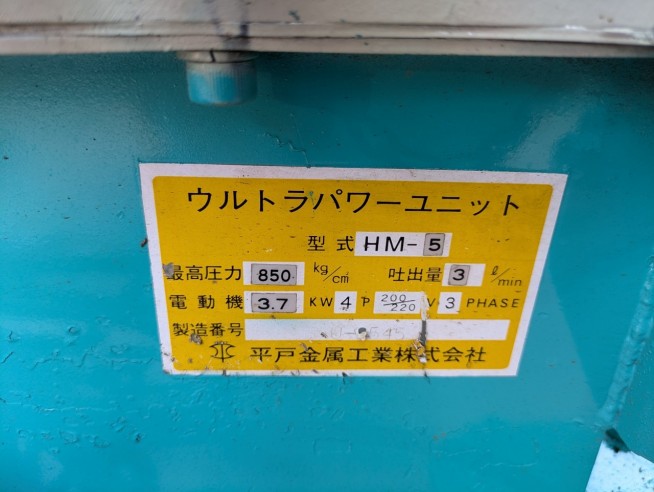 ウルトラパワーユニット
型式 HM-5
最高圧力 850 kg/cm 吐出量 3 ℓ/min
電動機 3.7 KW 4 P 200/220 V 3 PHASE
製造番号
平戸金属工業株式会社